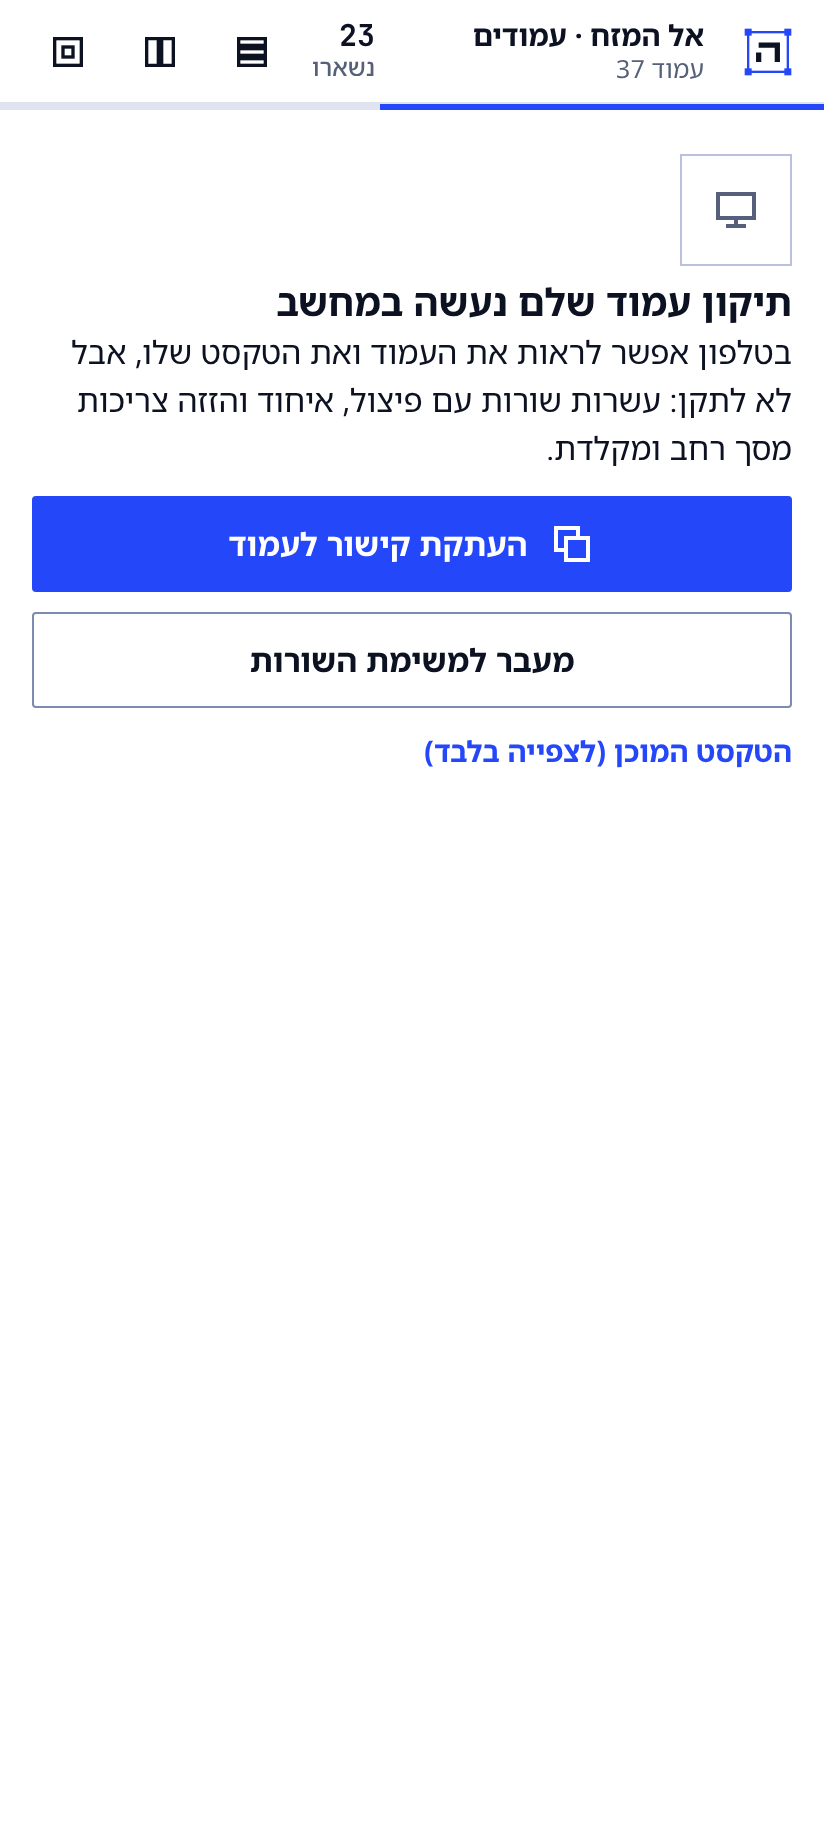 ה
אל המזח · עמודים
עמוד 37
23
נשארו
תיקון עמוד שלם נעשה במחשב
בטלפון אפשר לראות את העמוד ואת הטקסט שלו, אבל
לא לתקן: עשרות שורות עם פיצול, איחוד והזזה צריכות
מסך רחב ומקלדת.
העתקת קישור לעמוד
מעבר למשימת השורות
הטקסט המוכן (לצפייה בלבד)